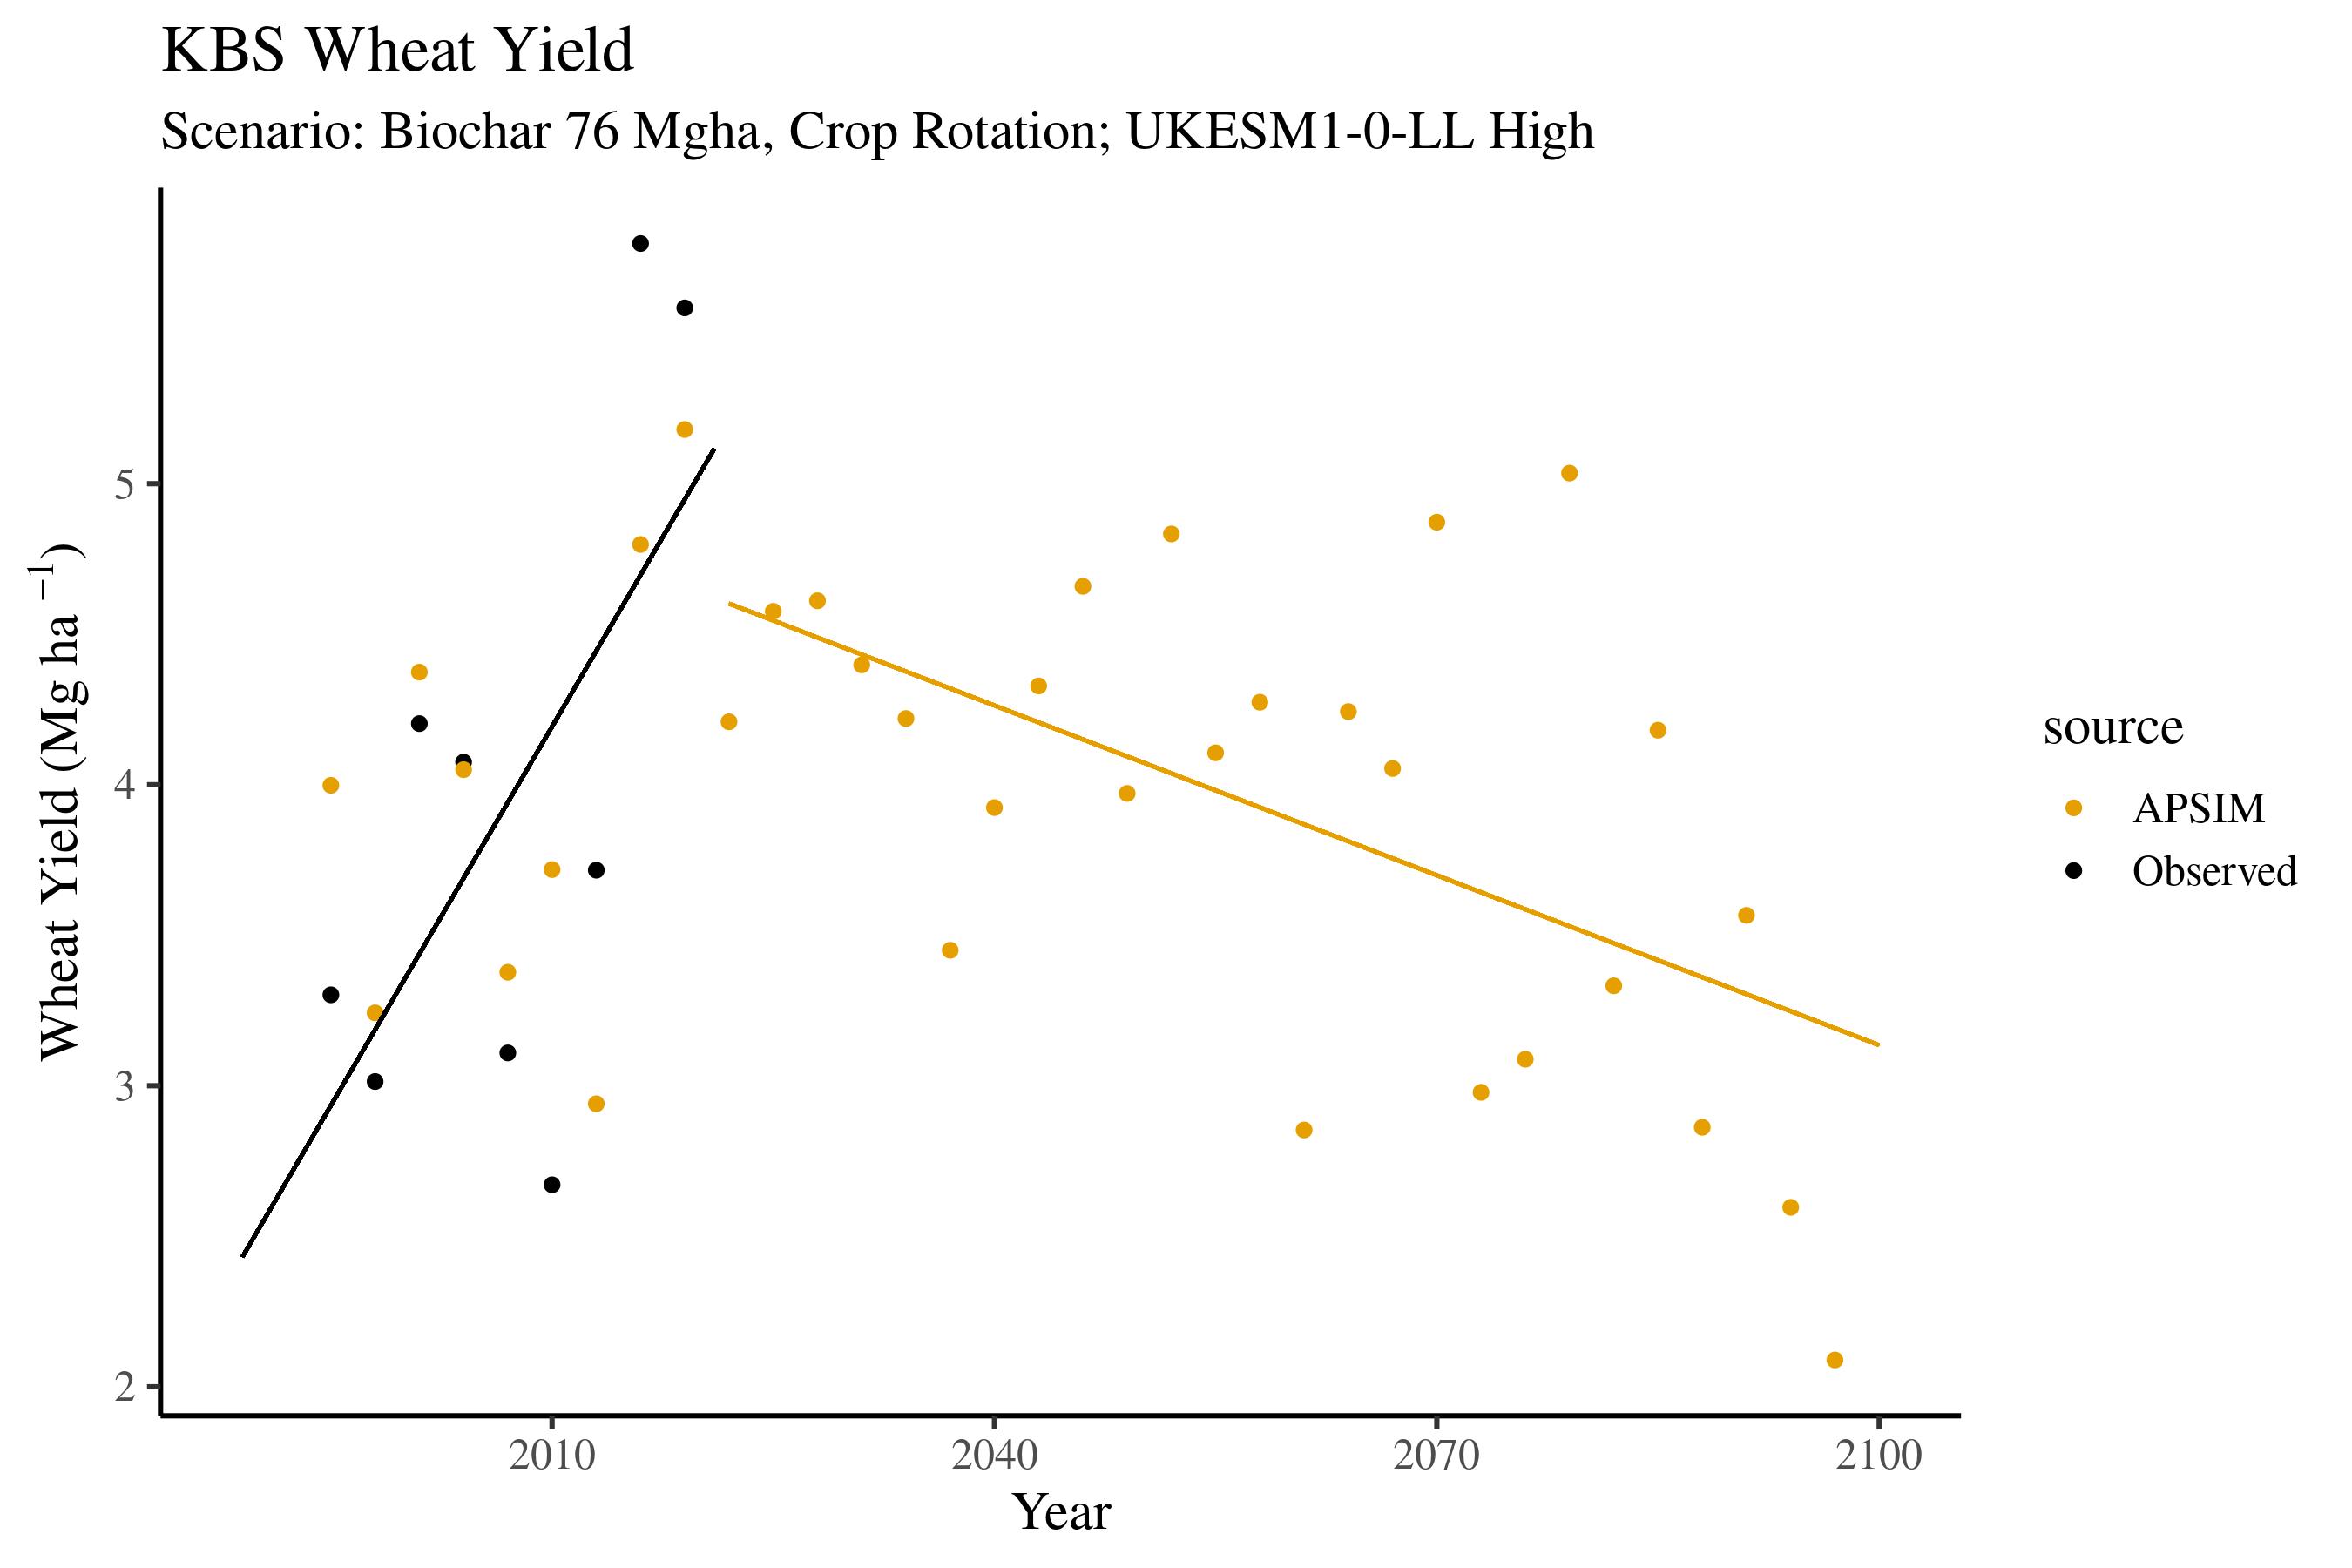 KBS Wheat Yield
Scenario: Biochar 76 Mgha, Crop Rotation; UKESM1-0-LL High
Wheat Yield (Mg ha −1)
5
4
3
2
2010 2040 2070 2100
Year
source
APSIM
Observed